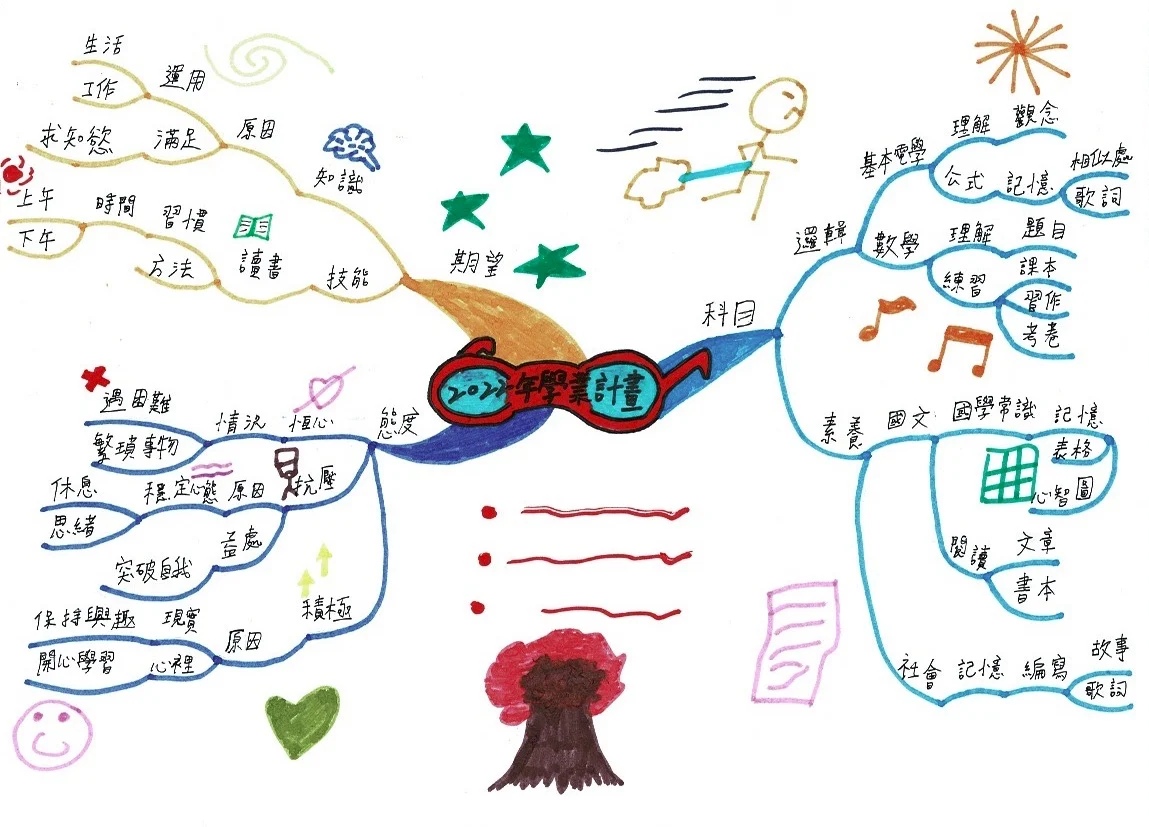 2022年學業計畫
科目
邏輯
基本電學
理解
觀念
公式
記憶
相似處
歌詞
數學
理解
題目
練習
課本
習作
考卷
素養
國文
國學常識
記憶
表格
心智圖
閱讀
文章
書本
社會
記憶
編寫
故事
歌詞
態度
恒心
情況
遇困難
繁瑣事物
抗壓
原因
穩定心態
休息
思緒
益處
突破自我
積極
原因
現實
保持興趣
心裡
開心學習
期望
知識
原因
運用
生活
工作
滿足
求知慾
技能
讀書
習慣
時間
上午
下午
方法